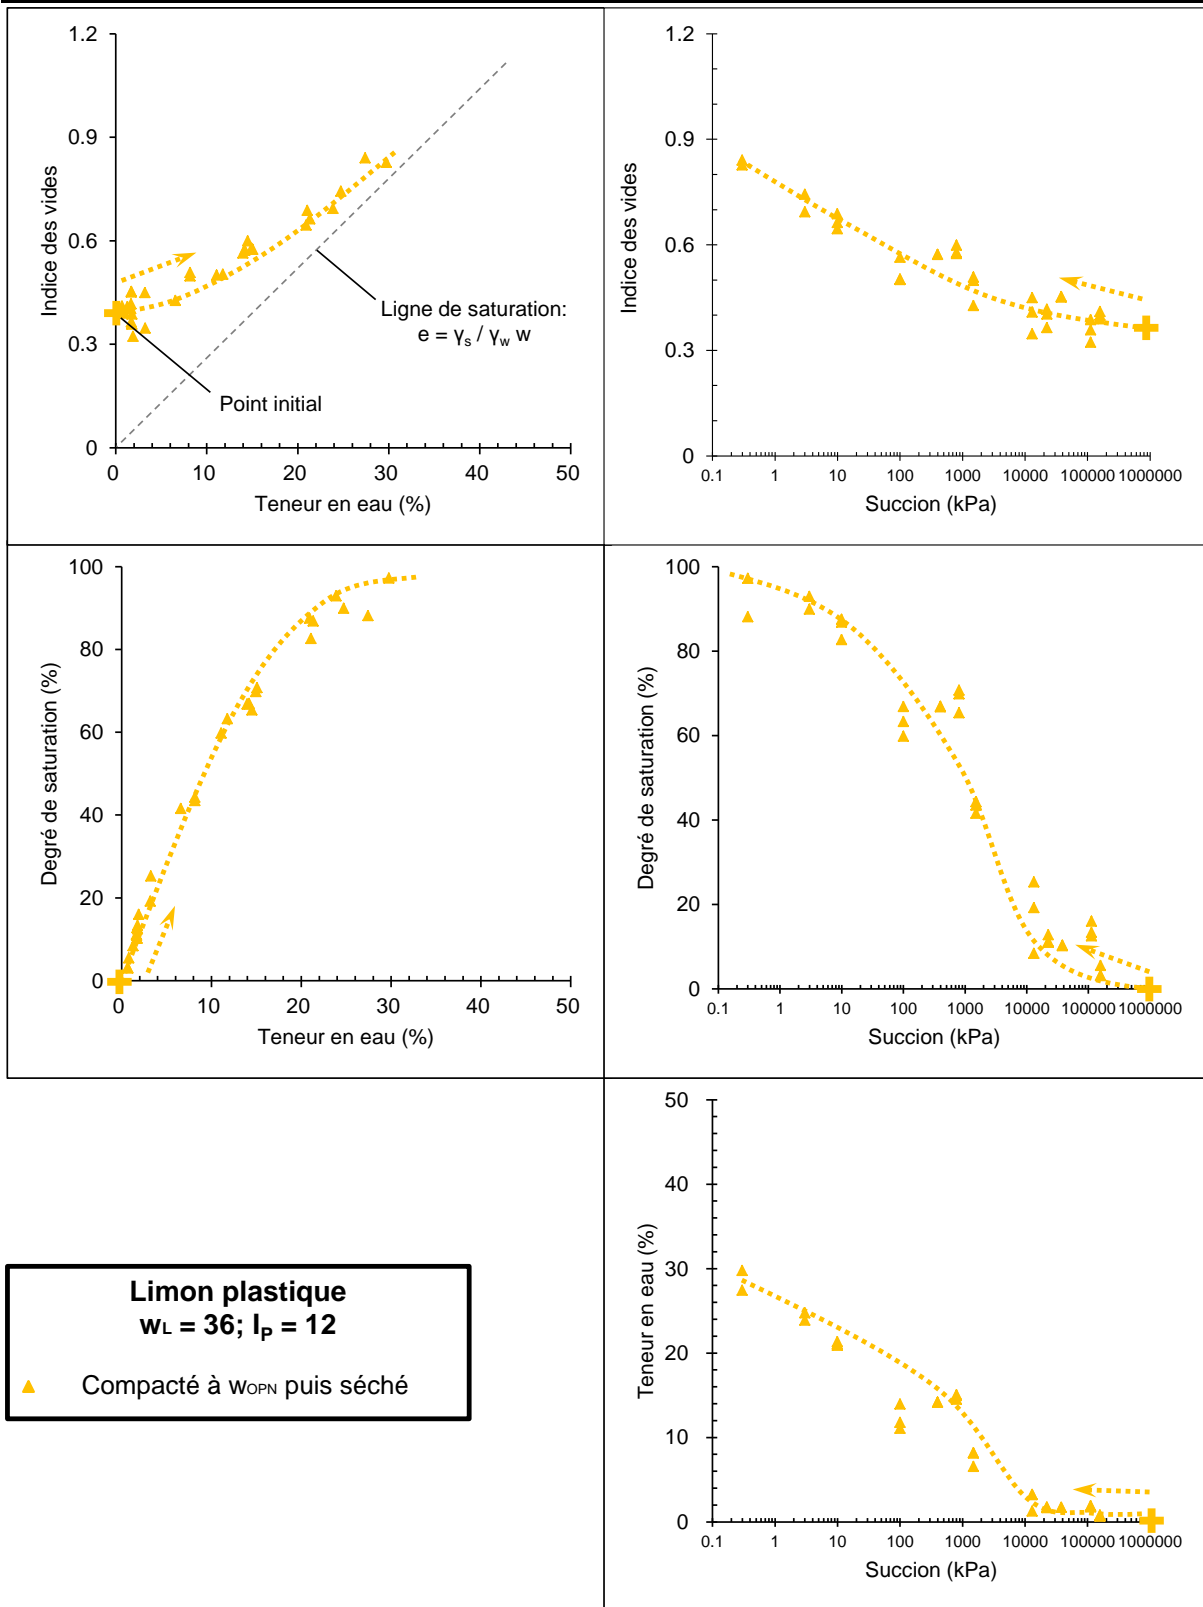 1.2
0.9
0.6
0.3
0
Indice des vides
0 10 20 30 40 50
Teneur en eau (%)
Ligne de saturation:
e = γs / γw w
Point initial
1.2
0.9
0.6
0.3
0
Indice des vides
0.1 1 10 100 1000 10000 100000 1000000
Succion (kPa)
100
80
60
40
20
0
Degré de saturation (%)
0 10 20 30 40 50
Teneur en eau (%)
100
80
60
40
20
0
Degré de saturation (%)
0.1 1 10 100 1000 10000 100000 1000000
Succion (kPa)
Limon plastique
wL = 36; IP = 12
Compacté à wOPN puis séché
50
40
30
20
10
0
Teneur en eau (%)
0.1 1 10 100 1000 10000 100000 1000000
Succion (kPa)